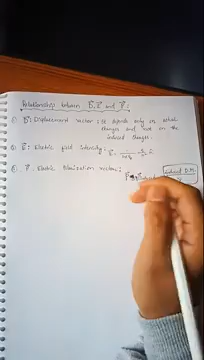 Relationships between D⃗, E⃗ and P⃗ :
① D⃗ : Displacement vector : It depends only on actual
charges and not on the
induced charges.
② E⃗ : Electric field intensity :
③ P⃗ : Electric Polarization vector :
induced D.M.